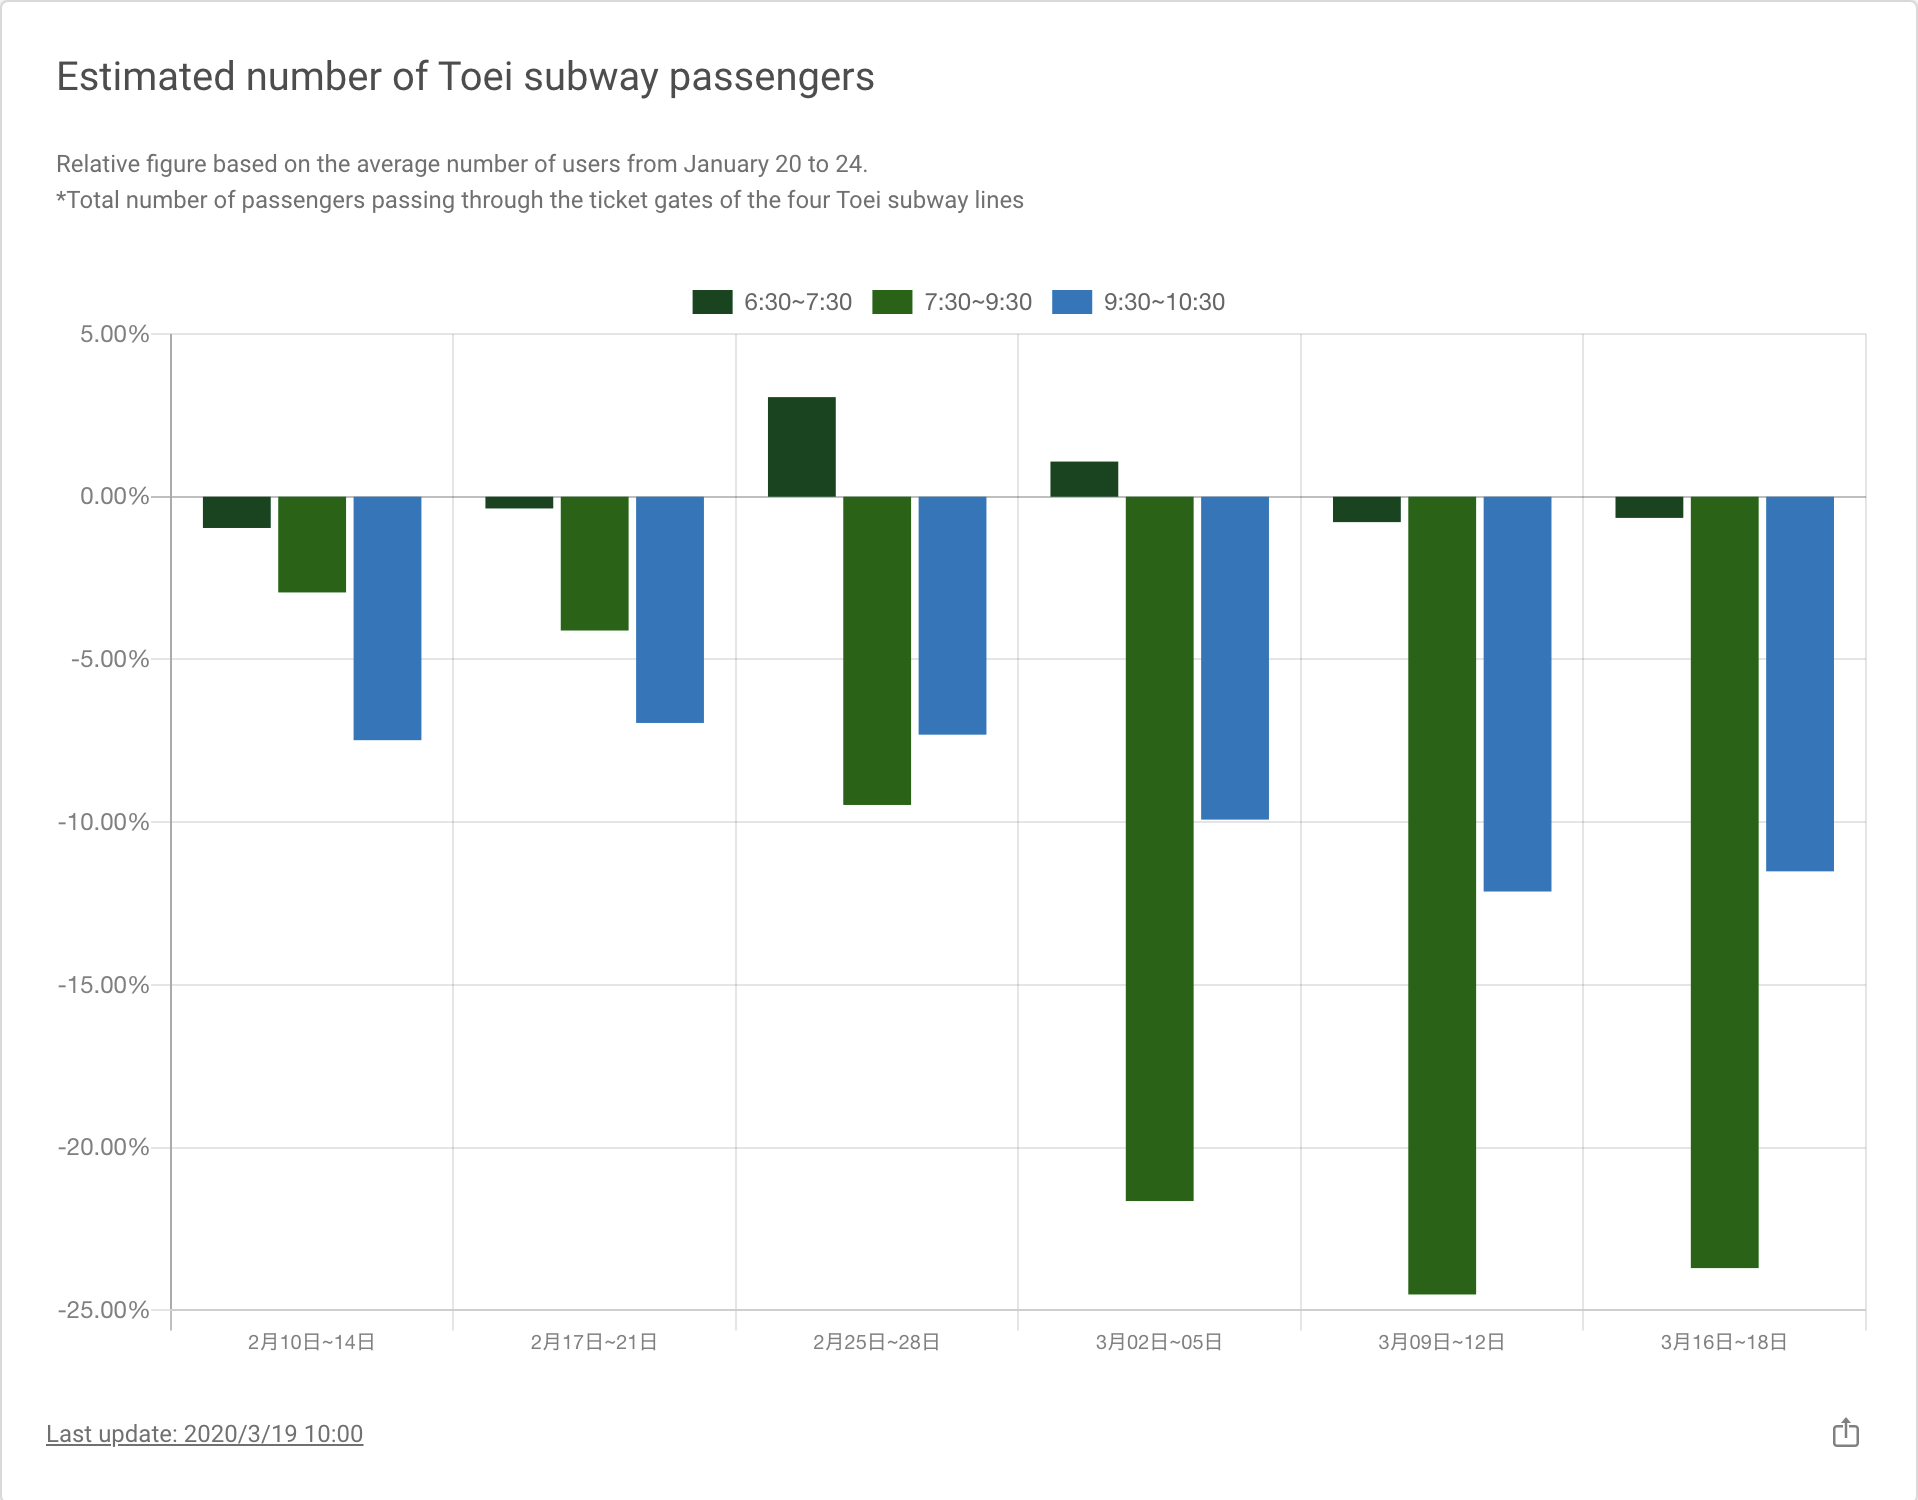 Estimated number of Toei subway passengers
Relative figure based on the average number of users from January 20 to 24.
*Total number of passengers passing through the ticket gates of the four Toei subway lines
6:30~7:30 7:30~9:30 9:30~10:30
5.00%
0.00%
-5.00%
-10.00%
-15.00%
-20.00%
-25.00%
2月10日~14日 2月17日~21日 2月25日~28日 3月02日~05日 3月09日~12日 3月16日~18日
Last update: 2020/3/19 10:00